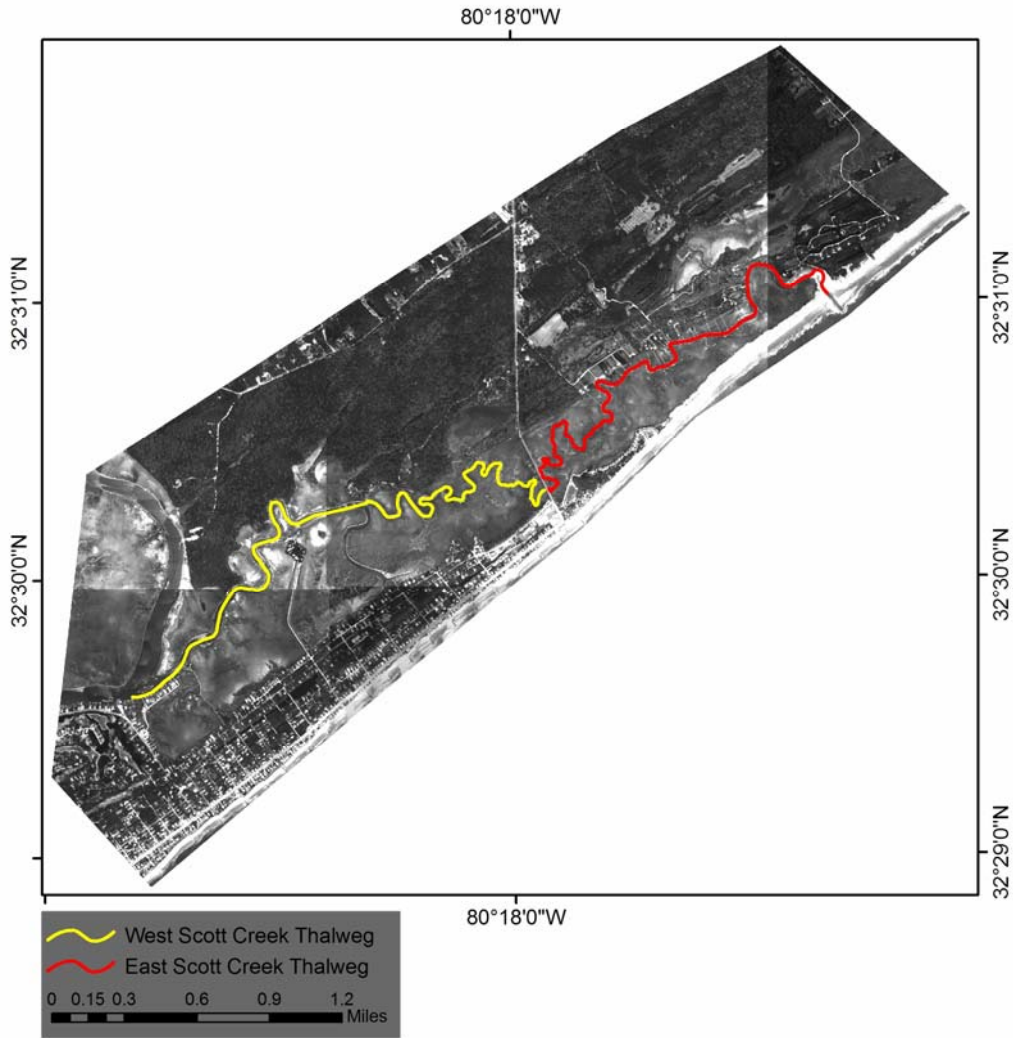 80°18'0"W
32°31'0"N
32°31'0"N
32°30'0"N
32°30'0"N
32°29'0"N
80°18'0"W
West Scott Creek Thalweg
East Scott Creek Thalweg
0 0.15 0.3 0.6 0.9 1.2
Miles